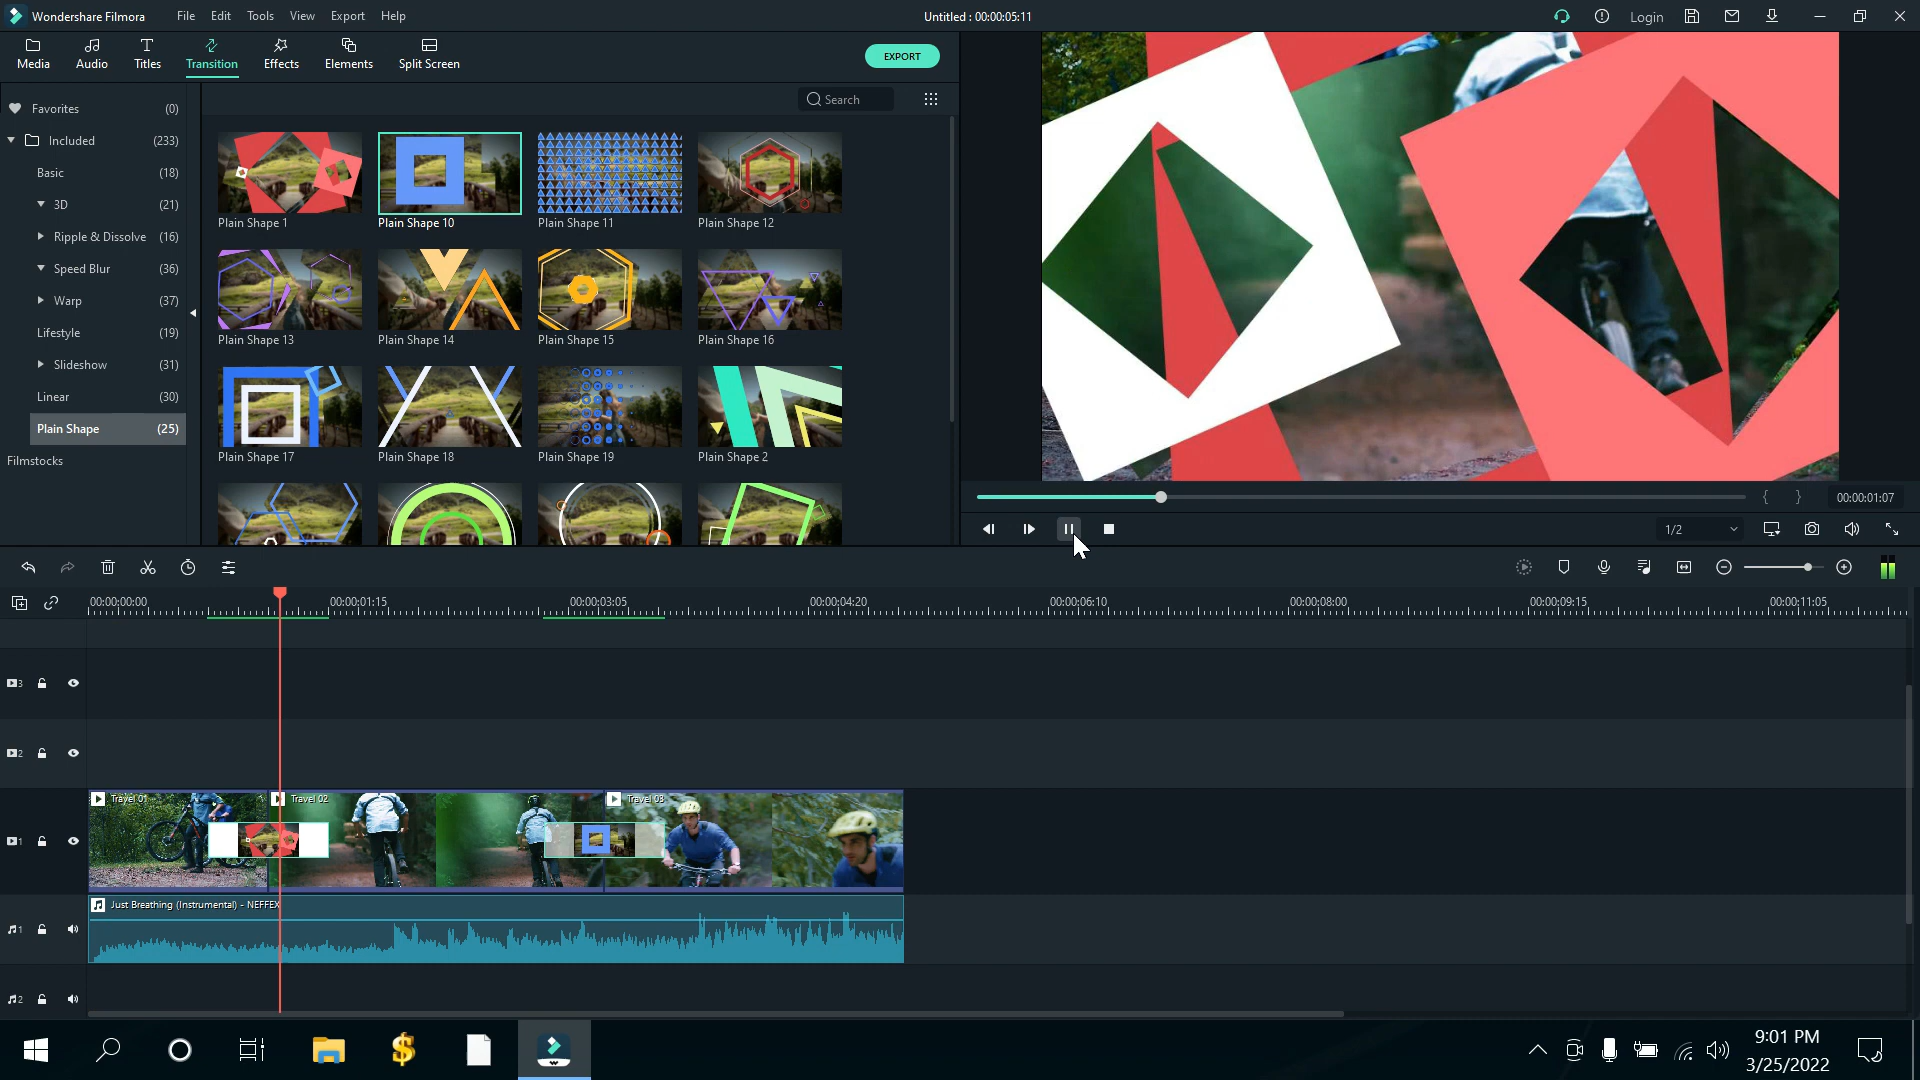 Wondershare Filmora File Edit Tools View Export Help Untitled : 00:00:05:11 Login
Media Audio Titles Transition Effects Elements Split Screen EXPORT
Favorites (0)
Included (233)
Basic (18)
3D (21)
Ripple & Dissolve (16)
Speed Blur (36)
Warp (37)
Lifestyle (19)
Slideshow (31)
Linear (30)
Plain Shape (25)
Filmstocks
Search
Plain Shape 1 Plain Shape 10 Plain Shape 11 Plain Shape 12
Plain Shape 13 Plain Shape 14 Plain Shape 15 Plain Shape 16
Plain Shape 17 Plain Shape 18 Plain Shape 19 Plain Shape 2
{ } 00:00:01:07
1/2
00:00:00:00 00:00:01:15 00:00:03:05 00:00:04:20 00:00:06:10 00:00:08:00 00:00:09:15 00:00:11:05
3
2
Travel 01 Travel 02 Travel 03
1
Just Breathing (Instrumental) - NEFFEX
1
2
9:01 PM
3/25/2022